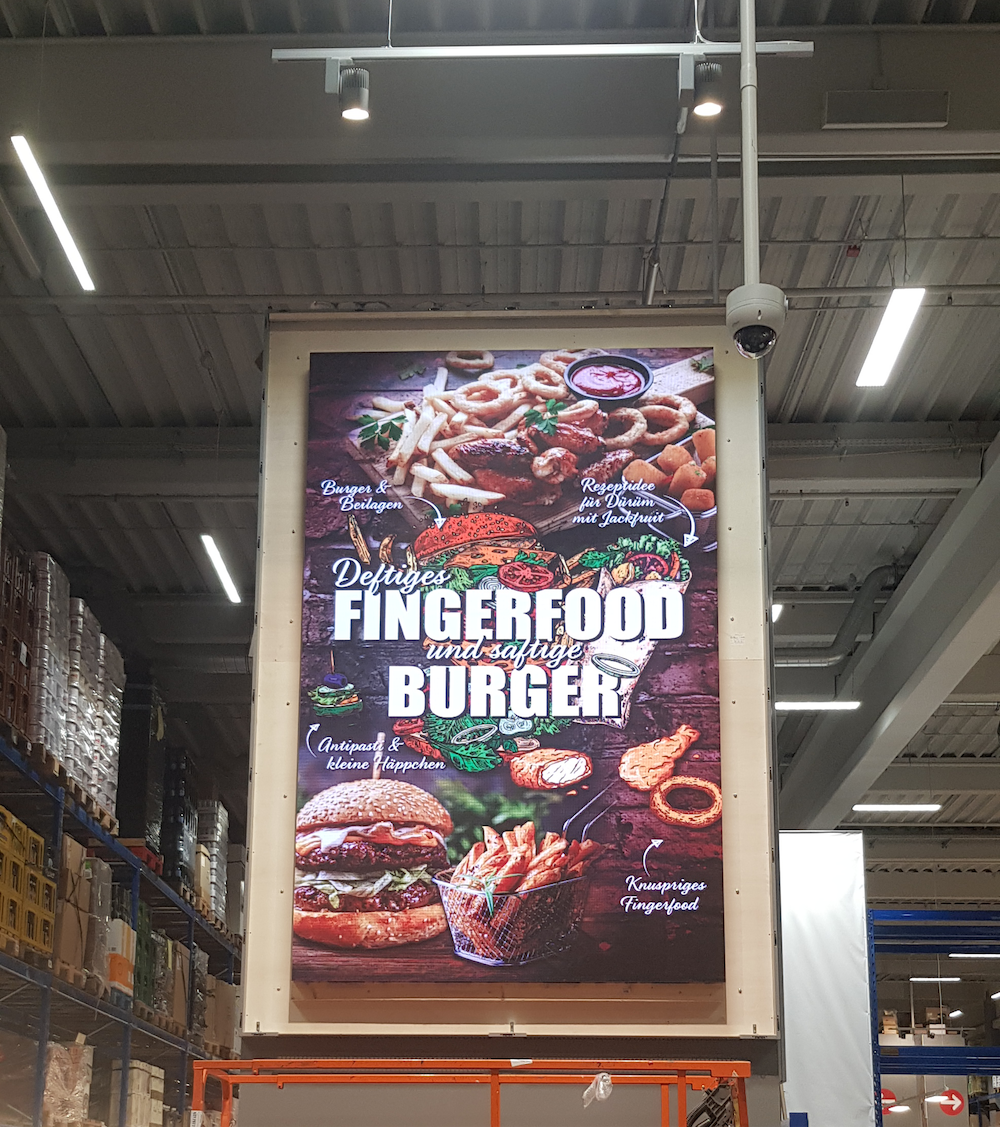 Burger &
Beilagen
Rezeptidee
für Dürüm
mit Jackfruit
Deftiges
FINGERFOOD
und saftige
BURGER
Antipasti &
kleine Häppchen
Knuspriges
Fingerfood